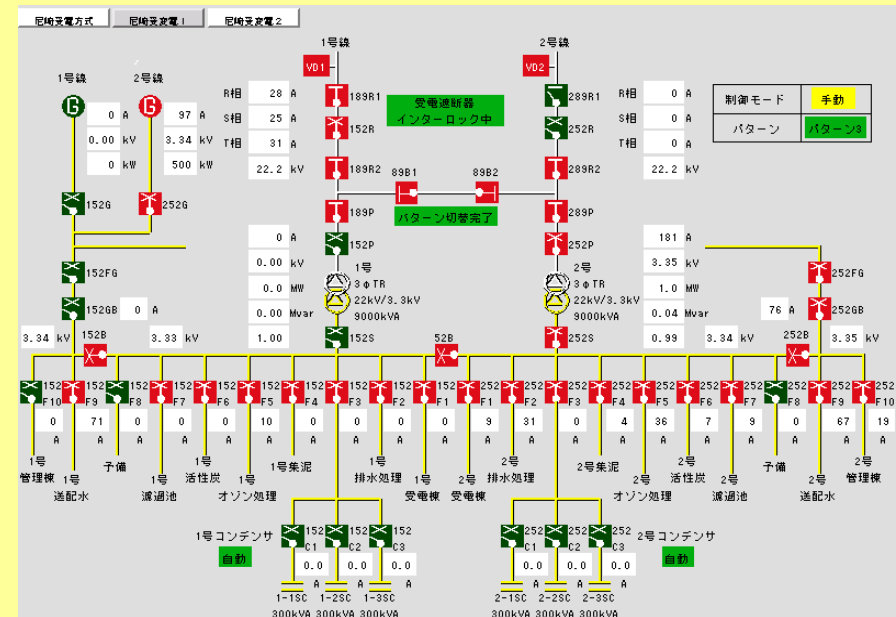 尼崎受電方式
尼崎受変電1
尼崎受変電2
1号線
2号線
VD1
VD2
1号線
2号線
G
G
0 A
97 A
0.00 kV
3.34 kV
0 kW
500 kW
R相 28 A
S相 25 A
T相 31 A
22.2 kV
189R1
152R
189R2
受電遮断器
インターロック中
289R1
252R
289R2
R相 0 A
S相 0 A
T相 0 A
22.2 kV
制御モード 手動
パターン パターン3
152G
252G
89B1
89B2
189P
パターン切替完了
289P
152P
252P
0 A
0.00 kV
0.0 MW
0.00 Mvar
1.00
1号
3φTR
22kV/3.3kV
9000kVA
2号
3φTR
22kV/3.3kV
9000kVA
181 A
3.35 kV
1.0 MW
0.04 Mvar
0.99
152FG
152GB
0 A
252FG
252GB
76 A
3.34 kV
152B
3.33 kV
152S
52B
252S
3.34 kV
252B
3.35 kV
152 F10
152 F9
152 F8
152 F7
152 F6
152 F5
152 F4
152 F3
152 F2
152 F1
252 F1
252 F2
252 F3
252 F4
252 F5
252 F6
252 F7
252 F8
252 F9
252 F10
0 A
71 A
0 A
0 A
0 A
10 A
0 A
0 A
0 A
0 A
9 A
31 A
0 A
4 A
36 A
7 A
9 A
0 A
67 A
19 A
1号
管理棟
1号
送配水
予備
1号
濾過池
1号
活性炭
1号
オゾン処理
1号集泥
1号
排水処理
1号
受電棟
2号
受電棟
2号
排水処理
2号集泥
2号
オゾン処理
2号
活性炭
2号
濾過池
予備
2号
送配水
2号
管理棟
1号コンデンサ
自動
152 C1
152 C2
152 C3
0.0 A
0.0 A
0.0 A
1-1SC
1-2SC
1-3SC
300kVA
300kVA
300kVA
252 C1
252 C2
252 C3
2号コンデンサ
自動
0.0 A
0.0 A
0.0 A
2-1SC
2-2SC
2-3SC
300kVA
300kVA
300kVA